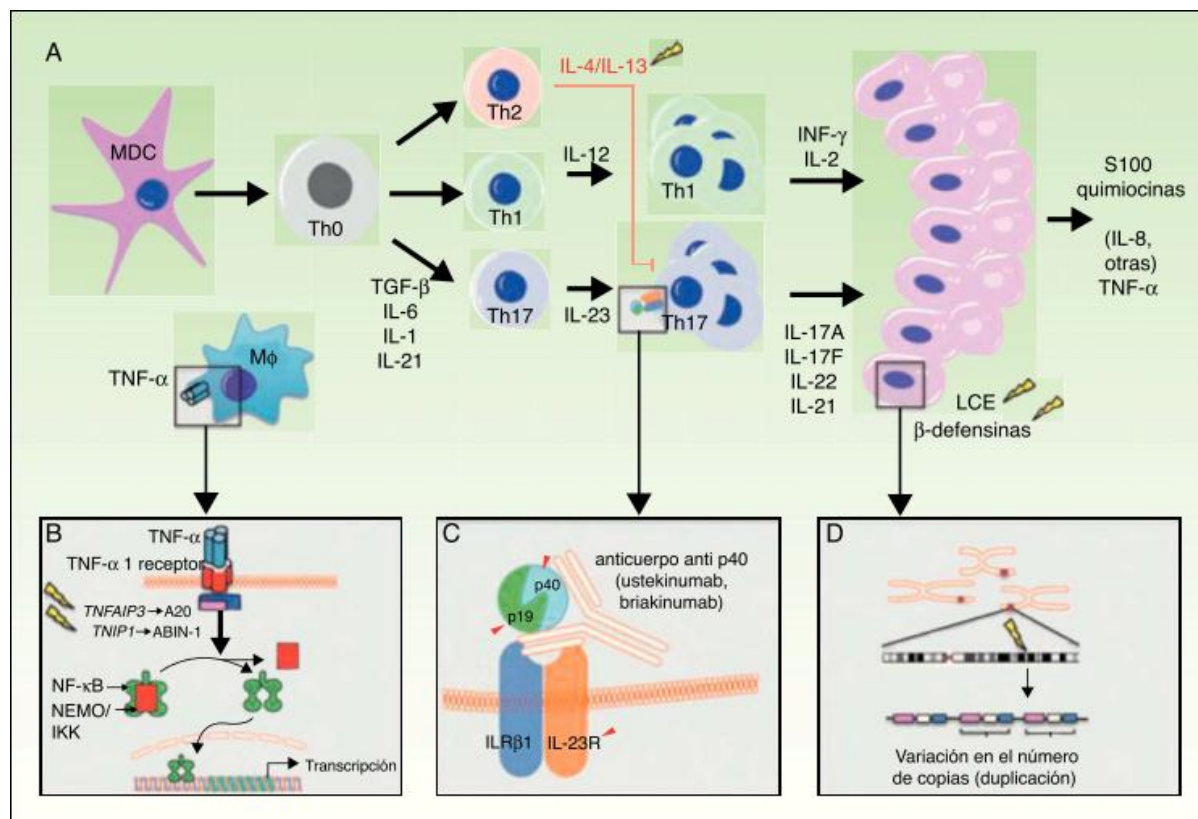 A
MDC
Th0
Th2
IL-4/IL-13
Th1
IL-12
Th1
INF-γ
IL-2
S100
quimiocinas
(IL-8,
otras)
TNF-α
TGF-β
IL-6
IL-1
IL-21
Th17
IL-23
Th17
IL-17A
IL-17F
IL-22
IL-21
LCE
β-defensinas
TNF-α
Mϕ
B
TNF-α
TNF-α 1 receptor
TNFAIP3→A20
TNIP1→ABIN-1
NF-κB
NEMO/
IKK
Transcripción
C
anticuerpo anti p40
(ustekinumab,
briakinumab)
p40
p19
ILRβ1
IL-23R
D
Variación en el número
de copias (duplicación)